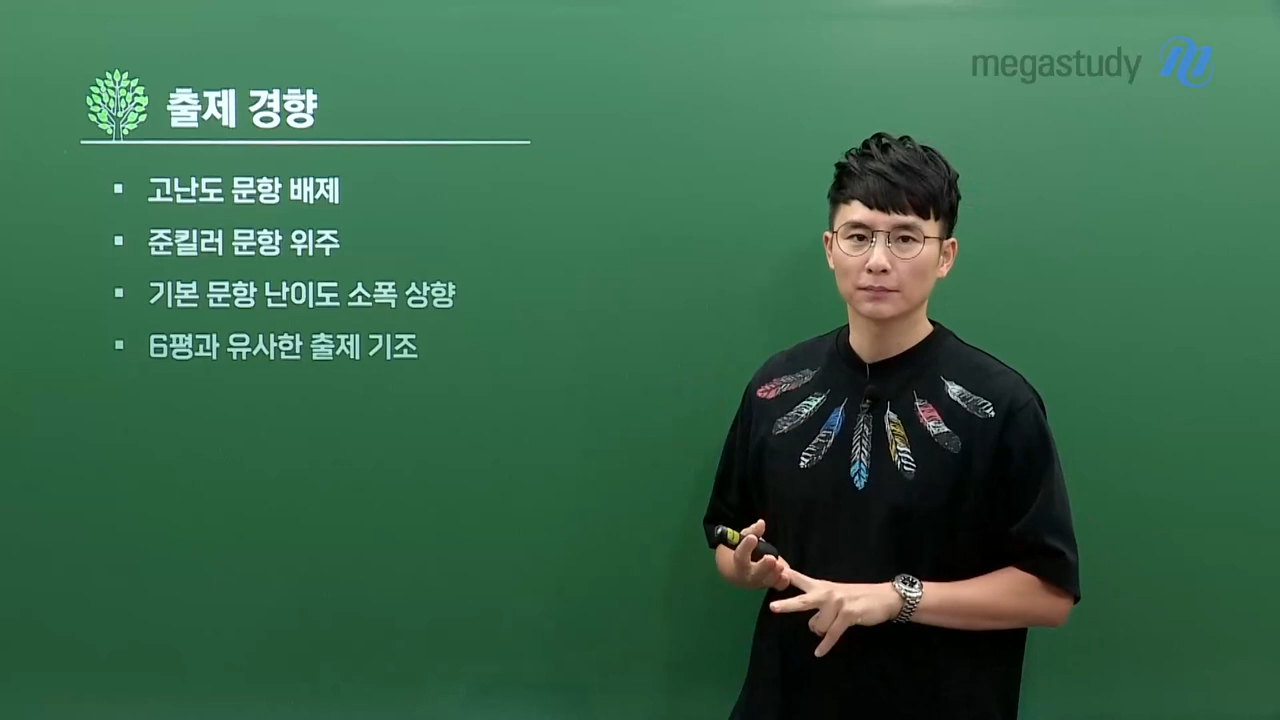 megastudy
출제 경향
▪ 고난도 문항 배제
▪ 준킬러 문항 위주
▪ 기본 문항 난이도 소폭 상향
▪ 6평과 유사한 출제 기조